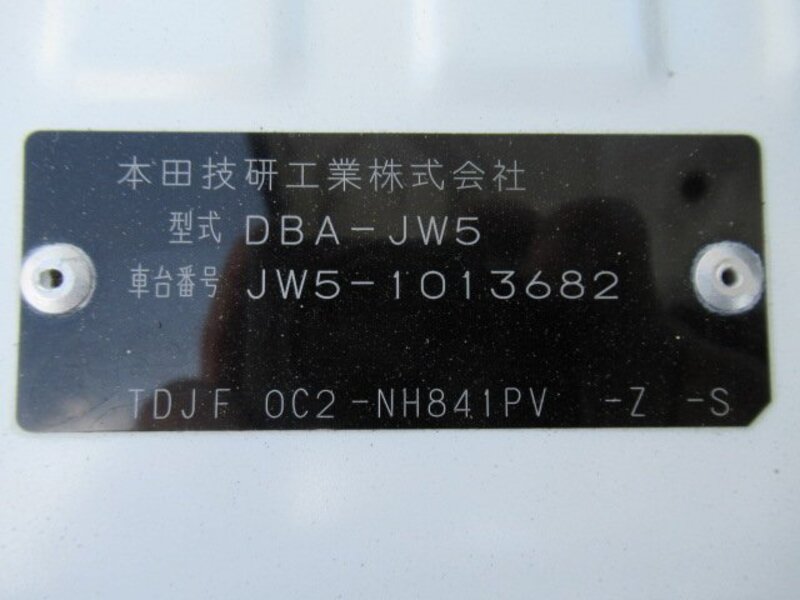 本田技研工業株式会社
型式 DBA-JW5
車台番号 JW5-1013682
TDJF 0C2-NH841PV -Z -S